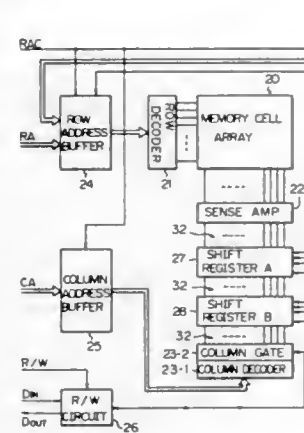 RAC
20
ROW
ADDRESS
BUFFER
RA
24
ROW
DECODER
21
MEMORY CELL
ARRAY
22
SENSE AMP
32
27
SHIFT
REGISTER A
32
28
SHIFT
REGISTER B
32
23-2
COLUMN GATE
23-1
COLUMN DECODER
CA
COLUMN
ADDRESS
BUFFER
25
R/W
DIN
DOUT
R/W
CIRCUIT
26